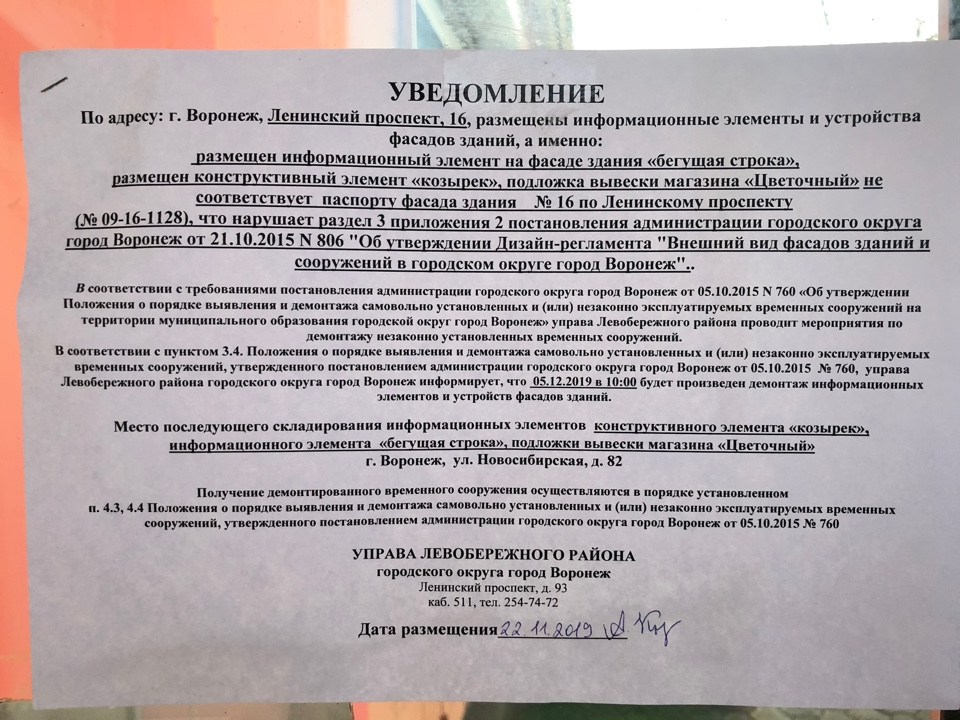 УВЕДОМЛЕНИЕ
По адресу: г. Воронеж, Ленинский проспект, 16, размещены информационные элементы и устройства
фасадов зданий, а именно:
размещен информационный элемент на фасаде здания «бегущая строка»,
размещен конструктивный элемент «козырек», подложка вывески магазина «Цветочный» не
соответствует паспорту фасада здания № 16 по Ленинскому проспекту
(№ 09-16-1128), что нарушает раздел 3 приложения 2 постановления администрации городского округа
город Воронеж от 21.10.2015 N 806 "Об утверждении Дизайн-регламента "Внешний вид фасадов зданий и
сооружений в городском округе город Воронеж"..
В соответствии с требованиями постановления администрации городского округа город Воронеж от 05.10.2015 N 760 «Об утверждении
Положения о порядке выявления и демонтажа самовольно установленных и (или) незаконно эксплуатируемых временных сооружений на
территории муниципального образования городской округ город Воронеж» управа Левобережного района проводит мероприятия по
демонтажу незаконно установленных временных сооружений.
В соответствии с пунктом 3.4. Положения о порядке выявления и демонтажа самовольно установленных и (или) незаконно эксплуатируемых
временных сооружений, утвержденного постановлением администрации городского округа город Воронеж от 05.10.2015 № 760, управа
Левобережного района городского округа город Воронеж информирует, что 05.12.2019 в 10:00 будет произведен демонтаж информационных
элементов и устройств фасадов зданий.
Место последующего складирования информационных элементов конструктивного элемента «козырек»,
информационного элемента «бегущая строка», подложки вывески магазина «Цветочный»
г. Воронеж, ул. Новосибирская, д. 82
Получение демонтированного временного сооружения осуществляются в порядке установленном
п. 4.3, 4.4 Положения о порядке выявления и демонтажа самовольно установленных и (или) незаконно эксплуатируемых временных
сооружений, утвержденного постановлением администрации городского округа город Воронеж от 05.10.2015 № 760
УПРАВА ЛЕВОБЕРЕЖНОГО РАЙОНА
городского округа город Воронеж
Ленинский проспект, д. 93
каб. 511, тел. 254-74-72
Дата размещения 22.11.2019